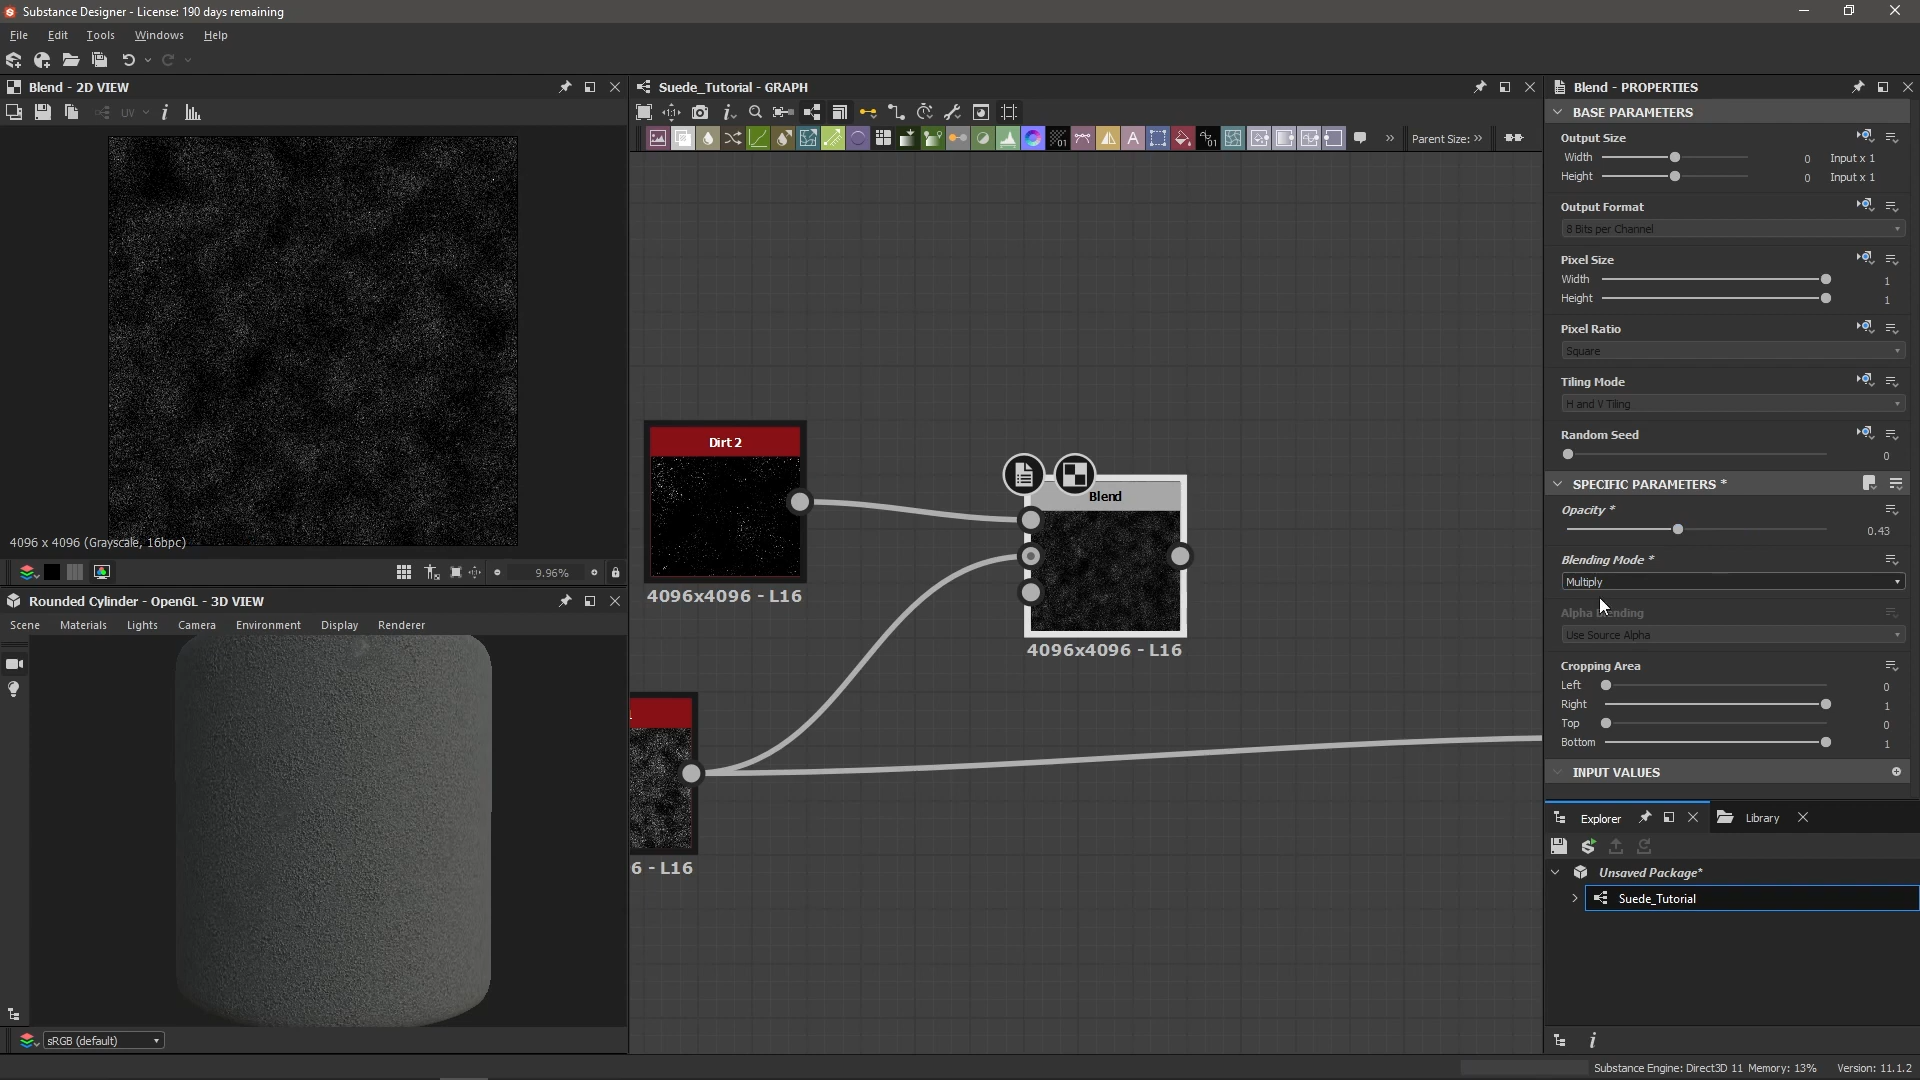 Substance Designer - License: 190 days remaining
File Edit Tools Windows Help
Blend - 2D VIEW
UV
4096 x 4096 (Grayscale, 16bpc)
9.96%
Rounded Cylinder - OpenGL - 3D VIEW
Scene Materials Lights Camera Environment Display Renderer
sRGB (default)
Suede_Tutorial - GRAPH
Parent Size:
Dirt 2
4096x4096 - L16
Blend
4096x4096 - L16
6 - L16
Blend - PROPERTIES
BASE PARAMETERS
Output Size
Width 0 Input x 1
Height 0 Input x 1
Output Format
8 Bits per Channel
Pixel Size
Width 1
Height 1
Pixel Ratio
Square
Tiling Mode
H and V Tiling
Random Seed
0
SPECIFIC PARAMETERS *
Opacity *
0.43
Blending Mode *
Multiply
Alpha Blending
Use Source Alpha
Cropping Area
Left 0
Right 1
Top 0
Bottom 1
INPUT VALUES
Explorer Library
Unsaved Package*
Suede_Tutorial
Substance Engine: Direct3D 11 Memory: 13% Version: 11.1.2